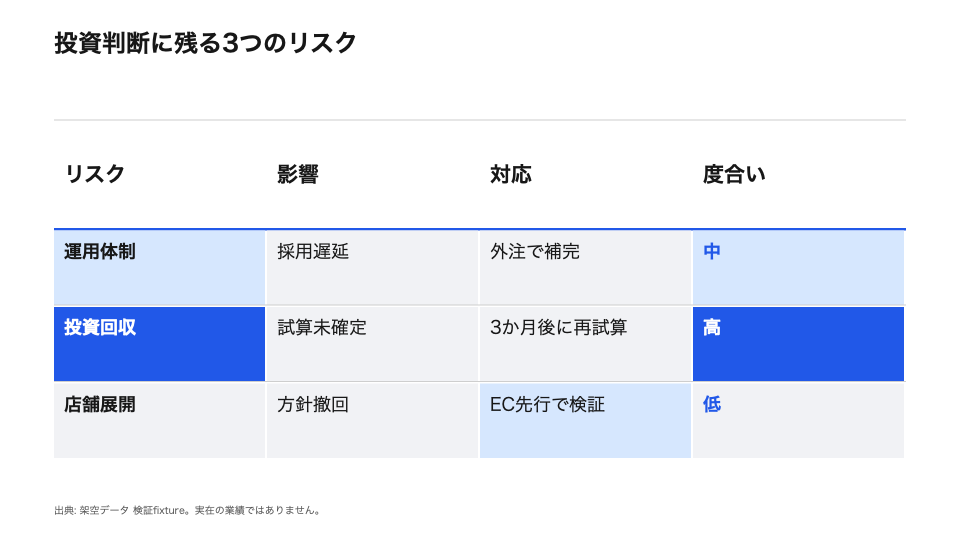 投資判断に残る3つのリスク
リスク 影響 対応 度合い
運用体制 採用遅延 外注で補完 中
投資回収 試算未確定 3か月後に再試算 高
店舗展開 方針撤回 EC先行で検証 低
出典: 架空データ 検証fixture。実在の業績ではありません。